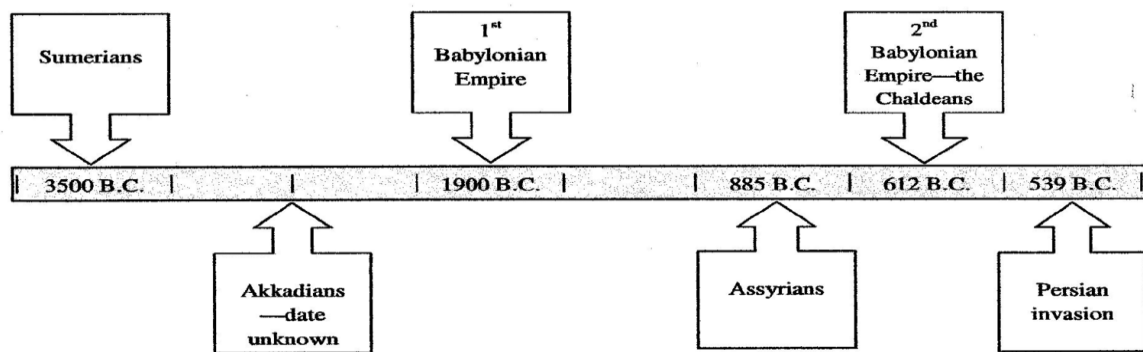 Sumerians
1st
Babylonian
Empire
2nd
Babylonian
Empire—the
Chaldeans
3500 B.C.
1900 B.C.
885 B.C.
612 B.C.
539 B.C.
Akkadians
—date
unknown
Assyrians
Persian
invasion